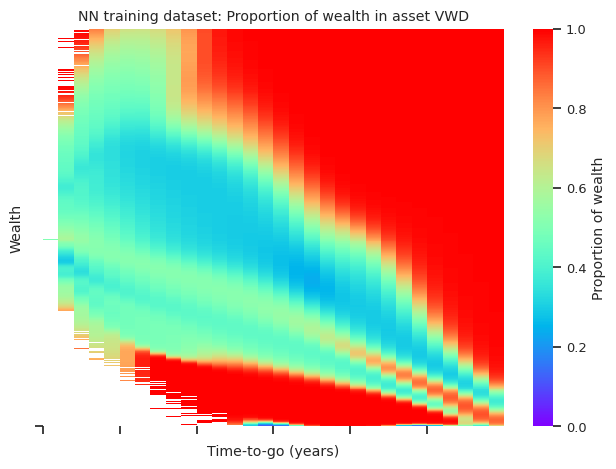 NN training dataset: Proportion of wealth in asset VWD
Wealth
Time-to-go (years)
1.0
0.8
0.6
0.4
0.2
0.0
Proportion of wealth